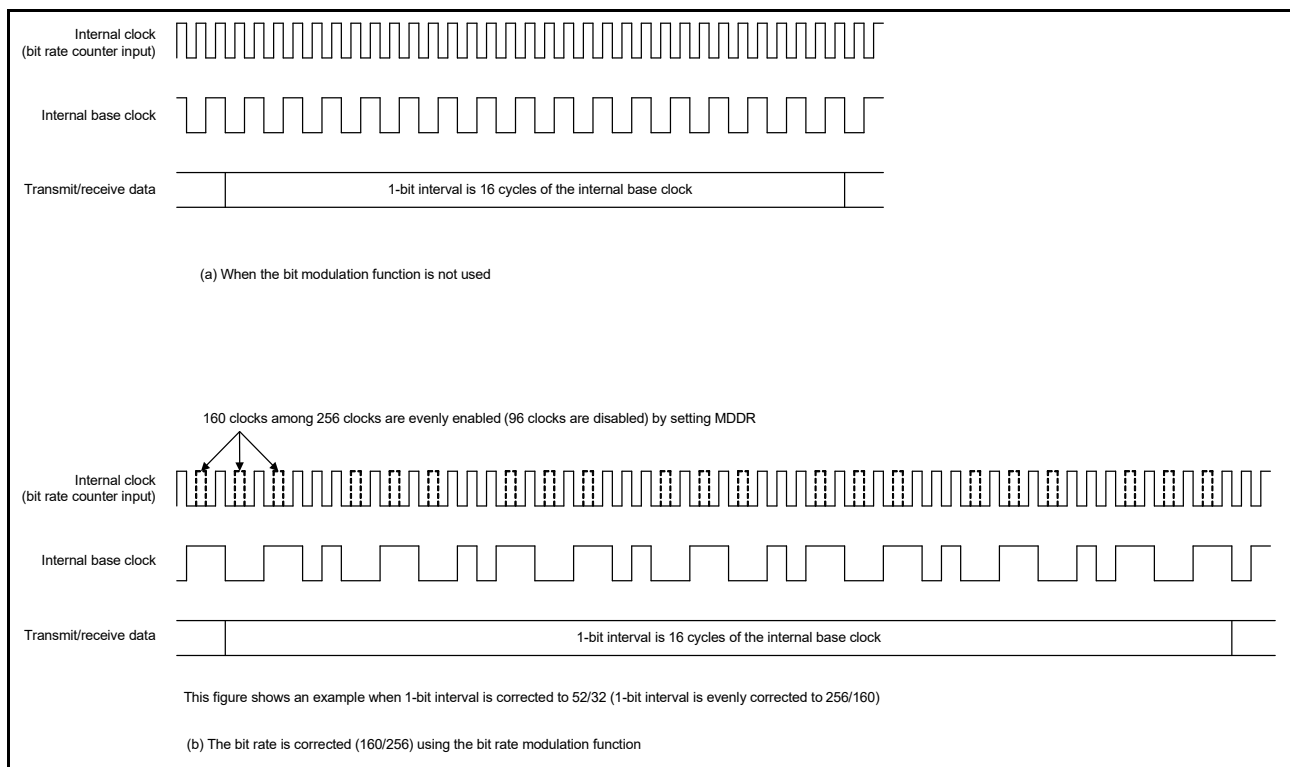 Internal clock
(bit rate counter input)
Internal base clock
Transmit/receive data
1-bit interval is 16 cycles of the internal base clock
(a) When the bit modulation function is not used
160 clocks among 256 clocks are evenly enabled (96 clocks are disabled) by setting MDDR
Internal clock
(bit rate counter input)
Internal base clock
Transmit/receive data
1-bit interval is 16 cycles of the internal base clock
This figure shows an example when 1-bit interval is corrected to 52/32 (1-bit interval is evenly corrected to 256/160)
(b) The bit rate is corrected (160/256) using the bit rate modulation function